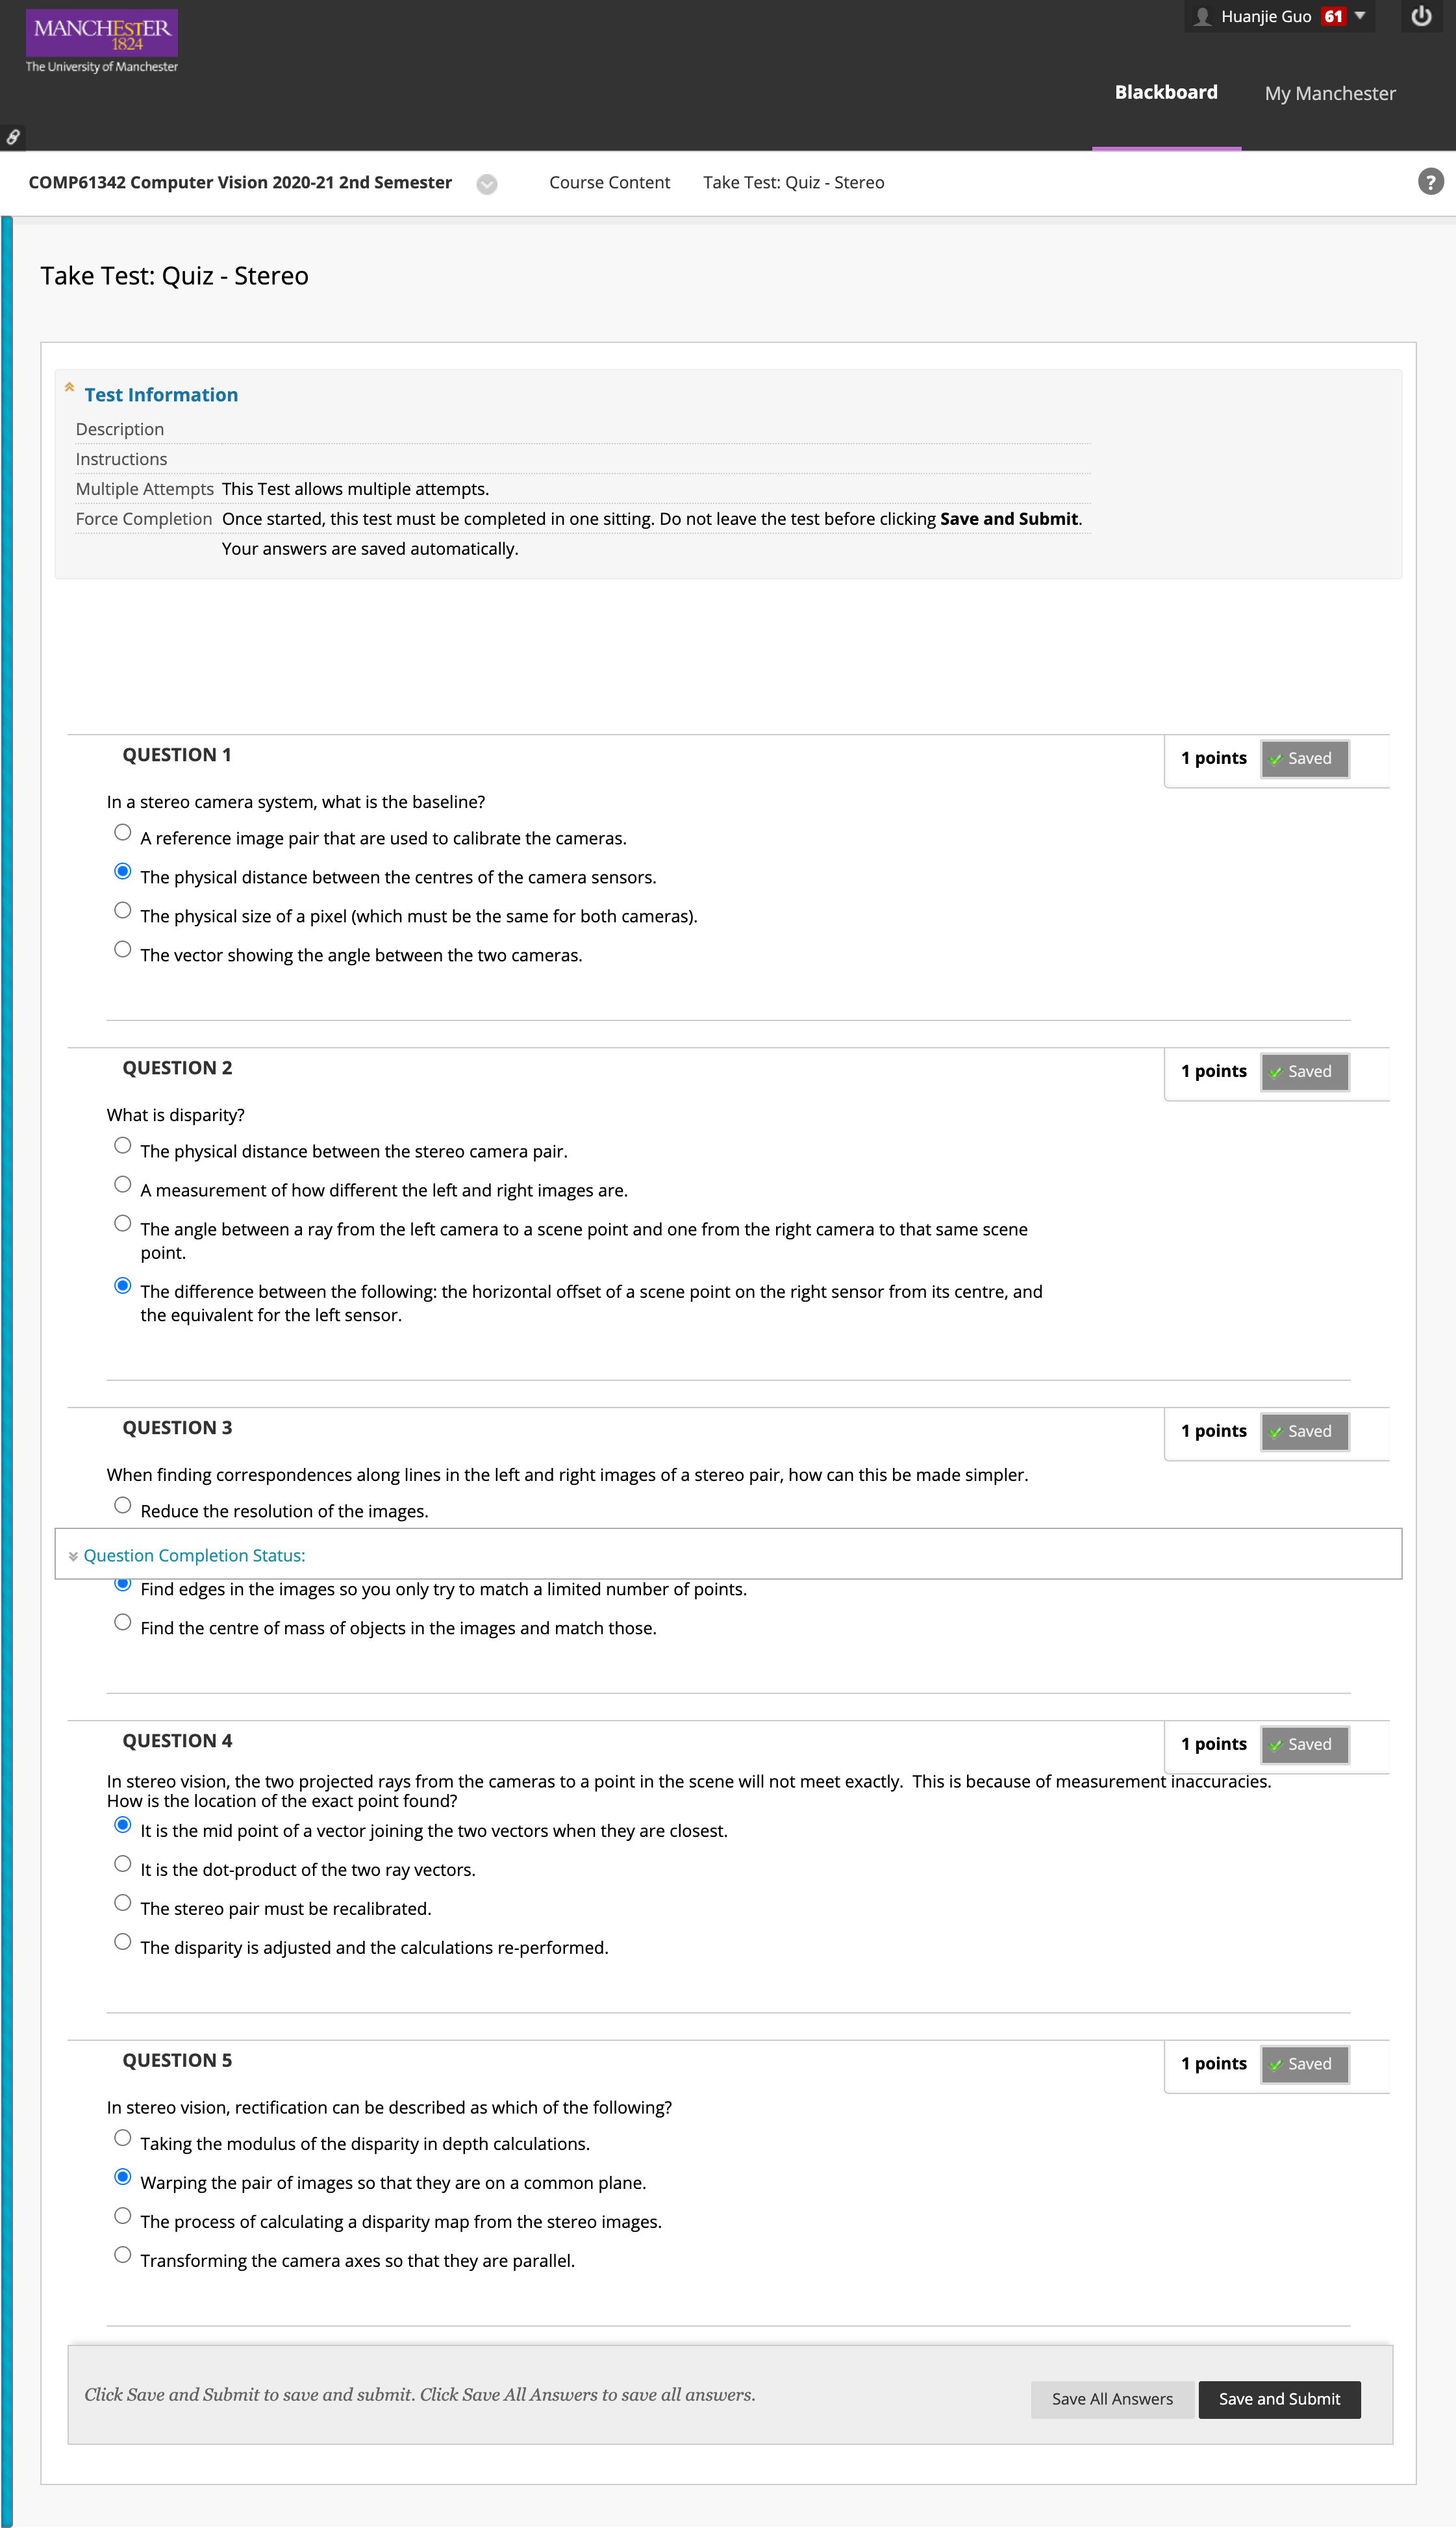 MANCHESTER
1824
The University of Manchester
Huanjie Guo 61
Blackboard My Manchester
COMP61342 Computer Vision 2020-21 2nd Semester Course Content Take Test: Quiz - Stereo ?
Take Test: Quiz - Stereo
Test Information
Description
Instructions
Multiple Attempts This Test allows multiple attempts.
Force Completion Once started, this test must be completed in one sitting. Do not leave the test before clicking Save and Submit.
Your answers are saved automatically.
QUESTION 1
1 points Saved
In a stereo camera system, what is the baseline?
A reference image pair that are used to calibrate the cameras.
The physical distance between the centres of the camera sensors.
The physical size of a pixel (which must be the same for both cameras).
The vector showing the angle between the two cameras.
QUESTION 2
1 points Saved
What is disparity?
The physical distance between the stereo camera pair.
A measurement of how different the left and right images are.
The angle between a ray from the left camera to a scene point and one from the right camera to that same scene
point.
The difference between the following: the horizontal offset of a scene point on the right sensor from its centre, and
the equivalent for the left sensor.
QUESTION 3
1 points Saved
When finding correspondences along lines in the left and right images of a stereo pair, how can this be made simpler.
Reduce the resolution of the images.
Question Completion Status:
Find edges in the images so you only try to match a limited number of points.
Find the centre of mass of objects in the images and match those.
QUESTION 4
1 points Saved
In stereo vision, the two projected rays from the cameras to a point in the scene will not meet exactly. This is because of measurement inaccuracies.
How is the location of the exact point found?
It is the mid point of a vector joining the two vectors when they are closest.
It is the dot-product of the two ray vectors.
The stereo pair must be recalibrated.
The disparity is adjusted and the calculations re-performed.
QUESTION 5
1 points Saved
In stereo vision, rectification can be described as which of the following?
Taking the modulus of the disparity in depth calculations.
Warping the pair of images so that they are on a common plane.
The process of calculating a disparity map from the stereo images.
Transforming the camera axes so that they are parallel.
Click Save and Submit to save and submit. Click Save All Answers to save all answers.
Save All Answers Save and Submit